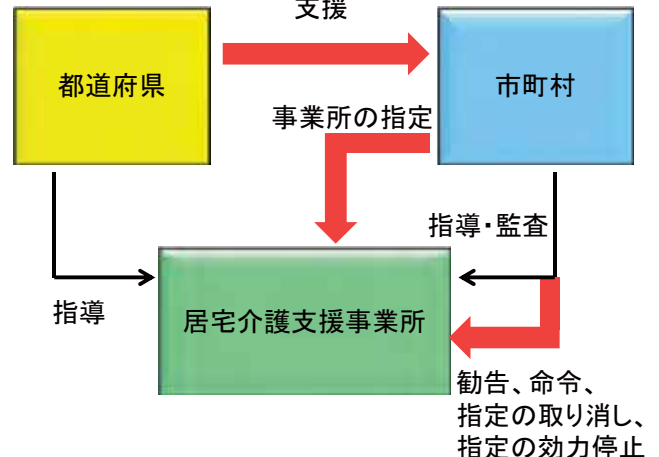 支援
都道府県
市町村
事業所の指定
指導・監査
指導
居宅介護支援事業所
勧告、命令、
指定の取り消し、
指定の効力停止